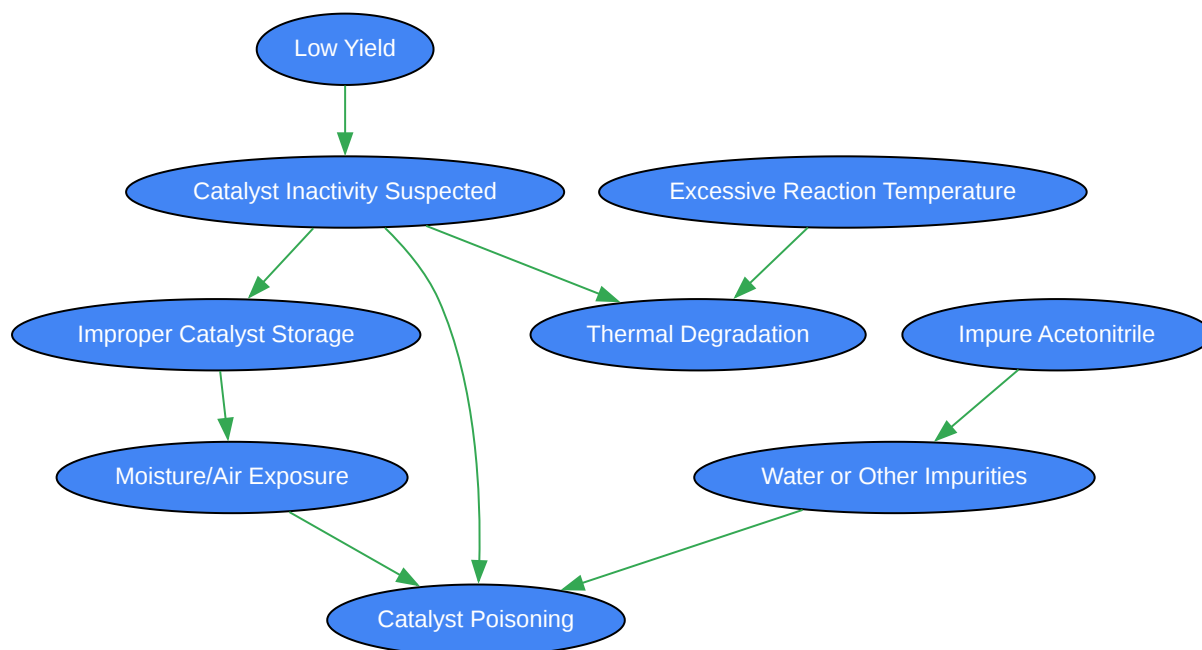 Low Yield
Catalyst Inactivity Suspected
Excessive Reaction Temperature
Improper Catalyst Storage
Thermal Degradation
Impure Acetonitrile
Moisture/Air Exposure
Water or Other Impurities
Catalyst Poisoning